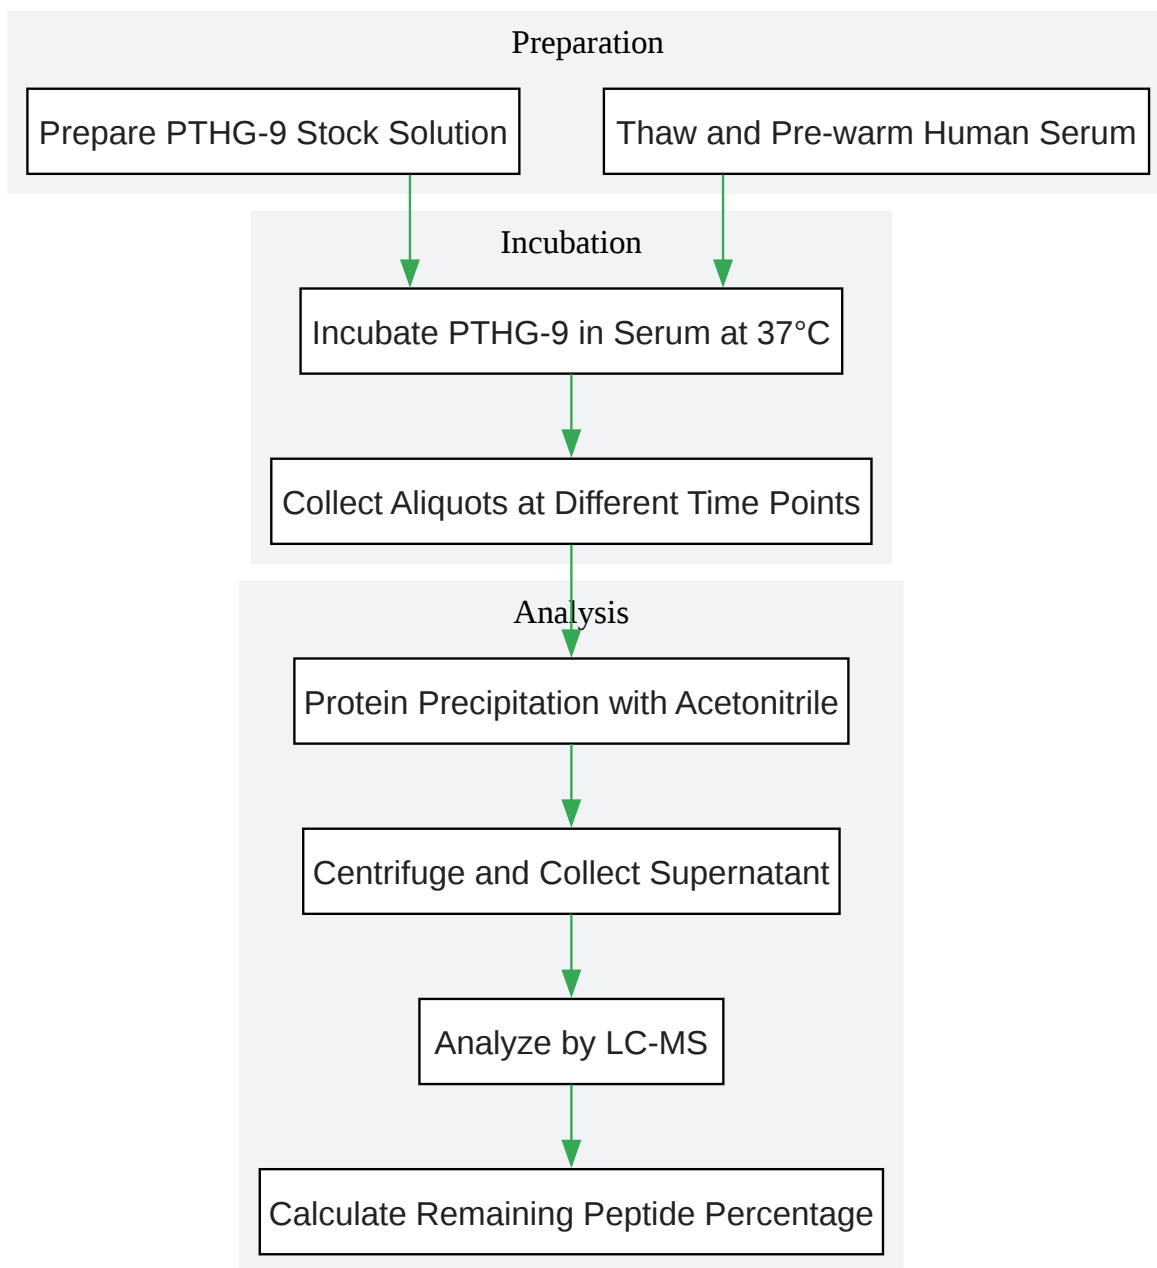 Preparation
Prepare PTHG-9 Stock Solution
Thaw and Pre-warm Human Serum
Incubation
Incubate PTHG-9 in Serum at 37°C
Collect Aliquots at Different Time Points
Analysis
Protein Precipitation with Acetonitrile
Centrifuge and Collect Supernatant
Analyze by LC-MS
Calculate Remaining Peptide Percentage